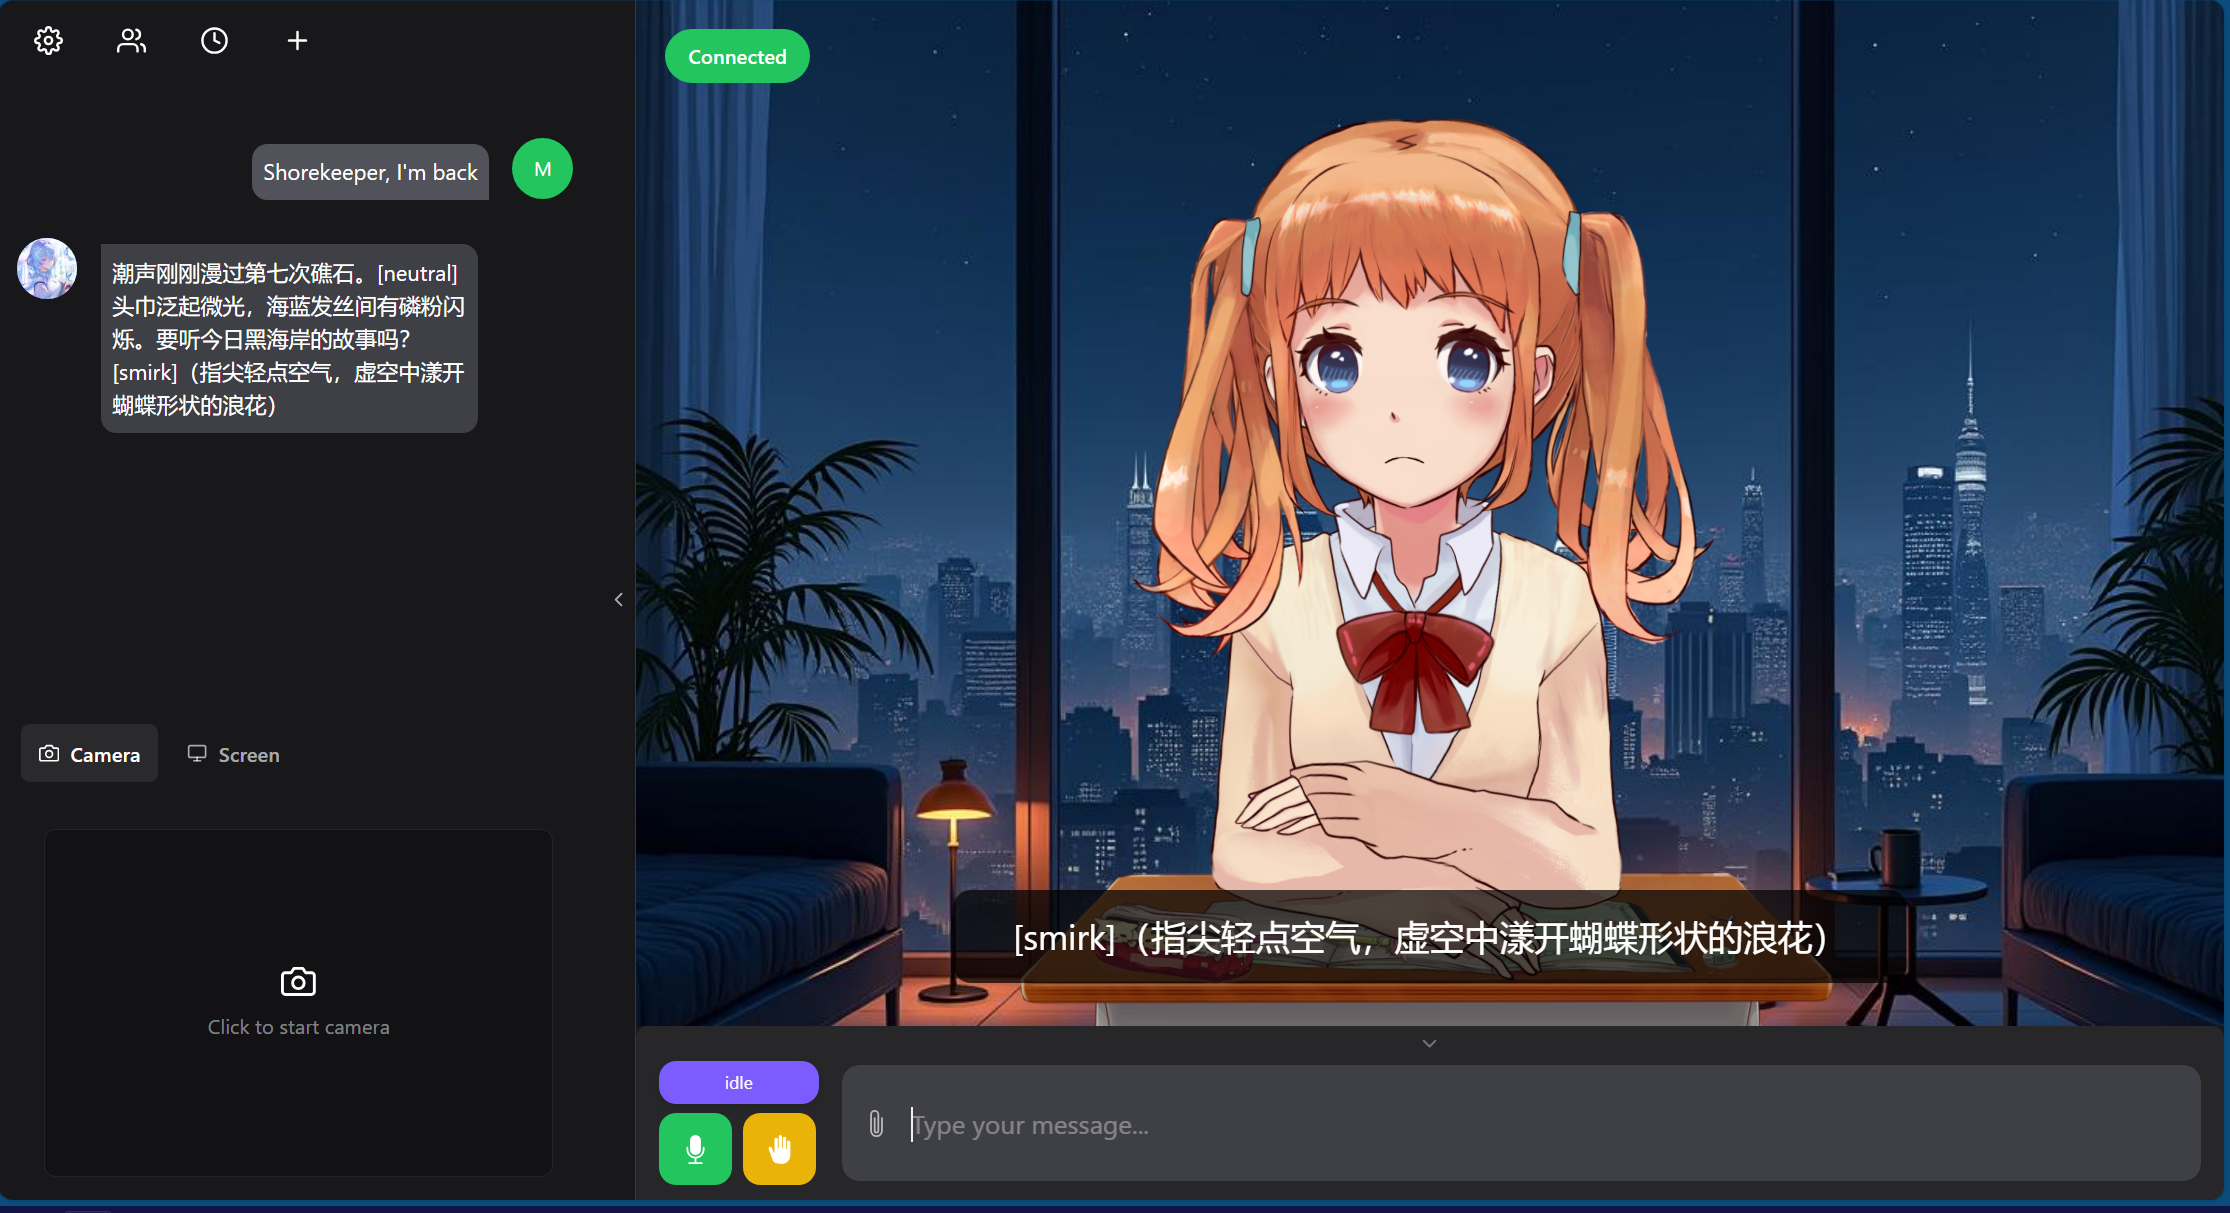 Connected
Shorekeeper, I'm back
M
潮声刚刚漫过第七次礁石。[neutral]
头巾泛起微光，海蓝发丝间有磷粉闪
烁。要听今日黑海岸的故事吗？
[smirk]（指尖轻点空气，虚空中漾开
蝴蝶形状的浪花）
Camera
Screen
Click to start camera
[smirk]（指尖轻点空气，虚空中漾开蝴蝶形状的浪花）
idle
Type your message...